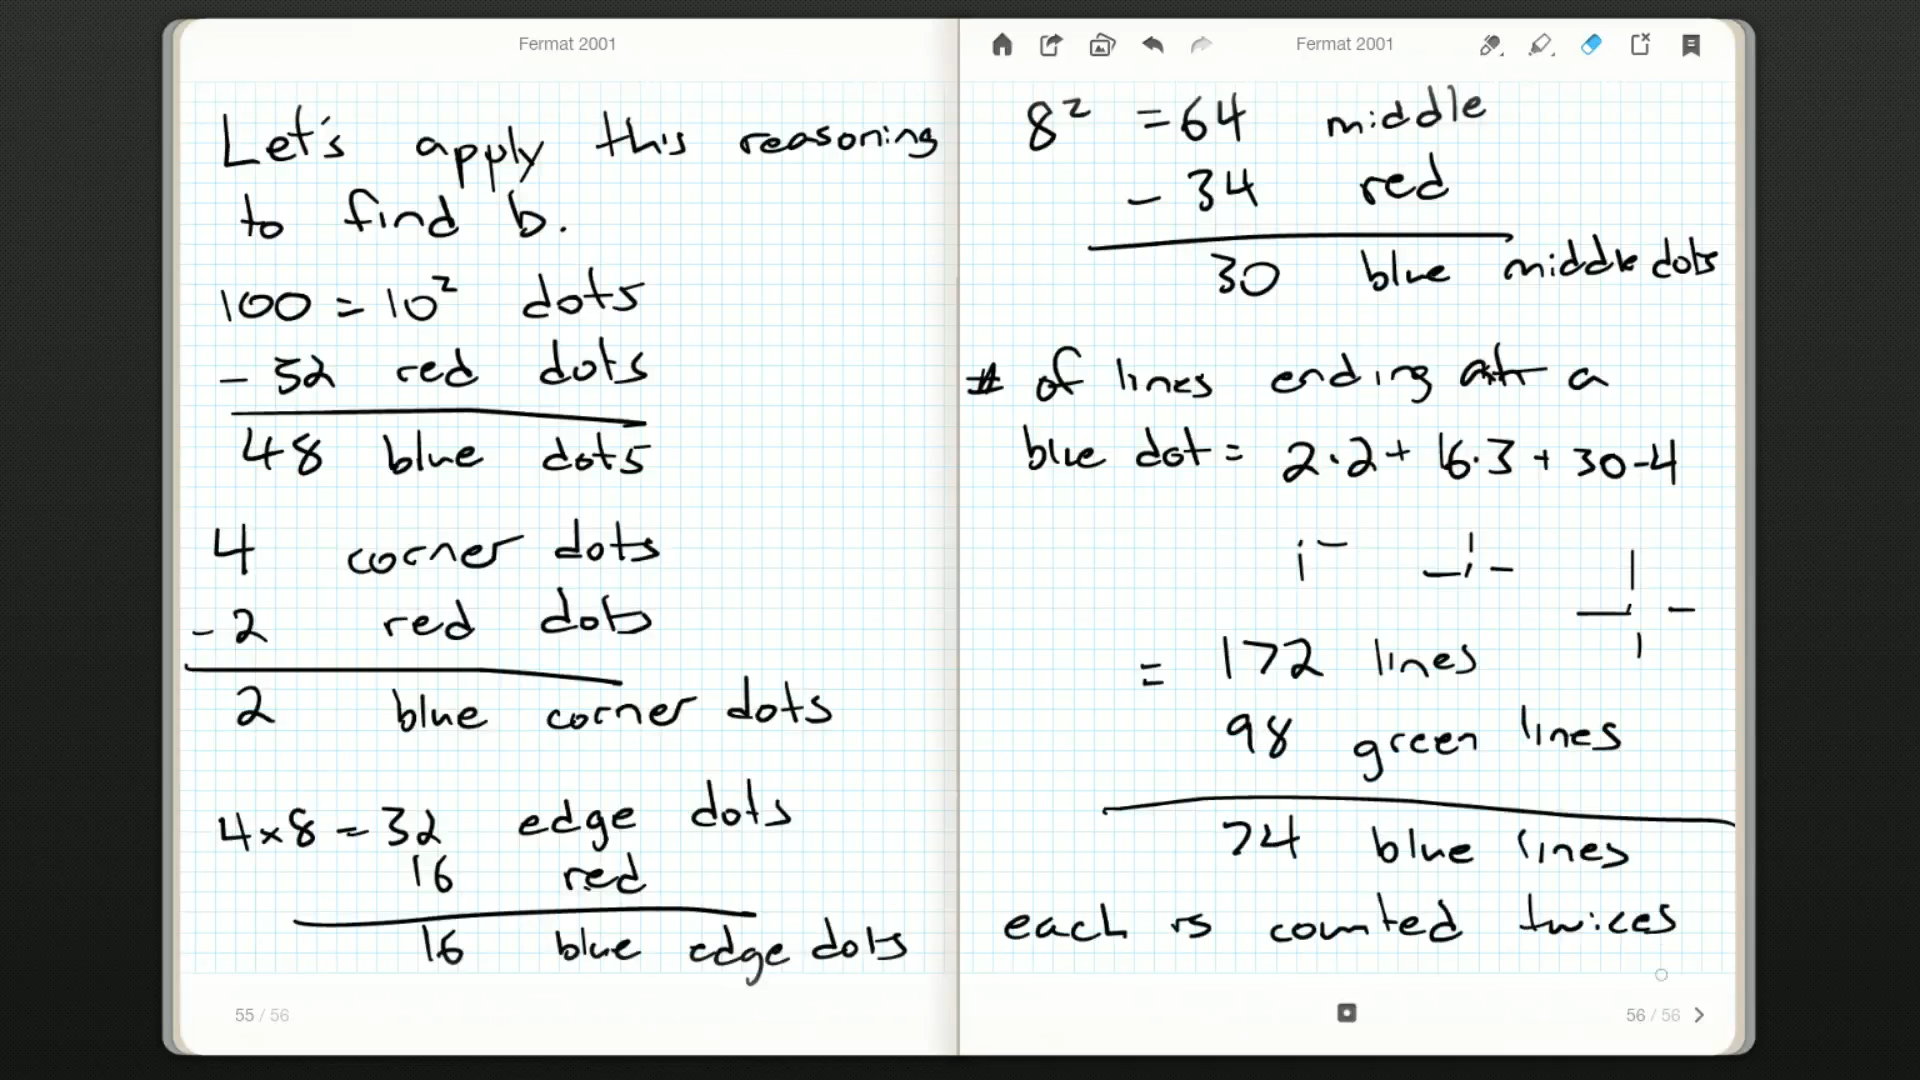 Fermat 2001
Let's apply this reasoning
to find b.
100 = 10² dots
- 52 red dots
48 blue dots
4 corner dots
- 2 red dots
2 blue corner dots
4 x 8 = 32 edge dots
16 red
16 blue edge dots
55 / 56
Fermat 2001
8² = 64 middle
- 34 red
30 blue middle dots
# of lines ending at a
blue dot = 2·2 + 16·3 + 30-4
= 172 lines
98 green lines
74 blue lines
each is counted twices
56 / 56